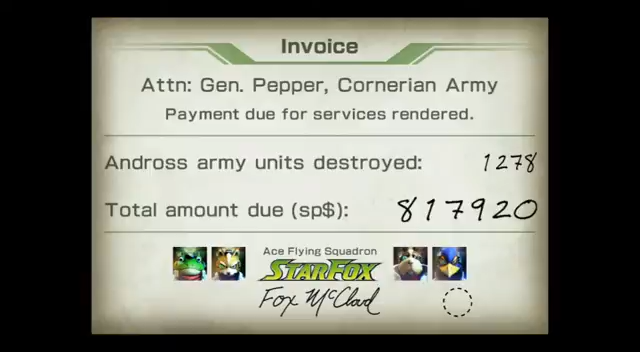 Invoice
Attn: Gen. Pepper, Cornerian Army
Payment due for services rendered.
Andross army units destroyed: 1278
Total amount due (sp$): 817920
Ace Flying Squadron
STARFOX
Fox McCloud